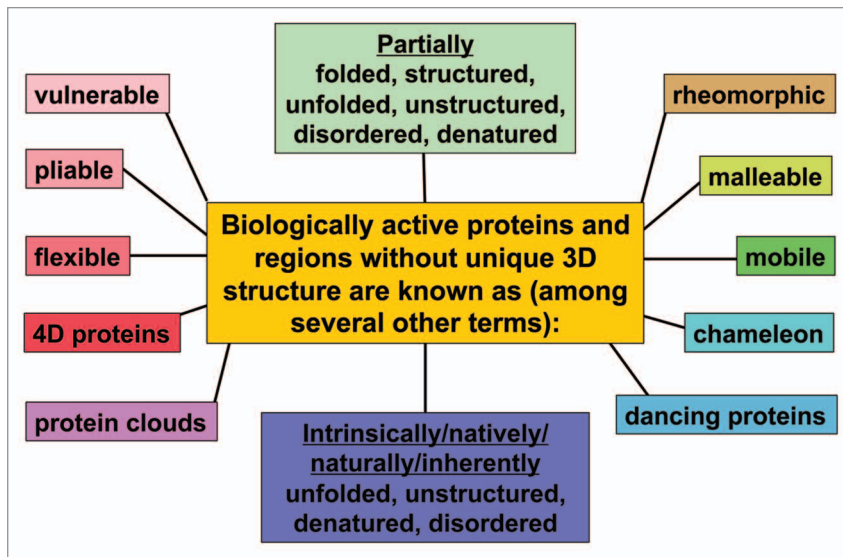 Partially
folded, structured,
unfolded, unstructured,
disordered, denatured
vulnerable
pliable
flexible
4D proteins
protein clouds
Biologically active proteins and
regions without unique 3D
structure are known as (among
several other terms):
rheomorphic
malleable
mobile
chameleon
dancing proteins
Intrinsically/natively/
naturally/inherently
unfolded, unstructured,
denatured, disordered